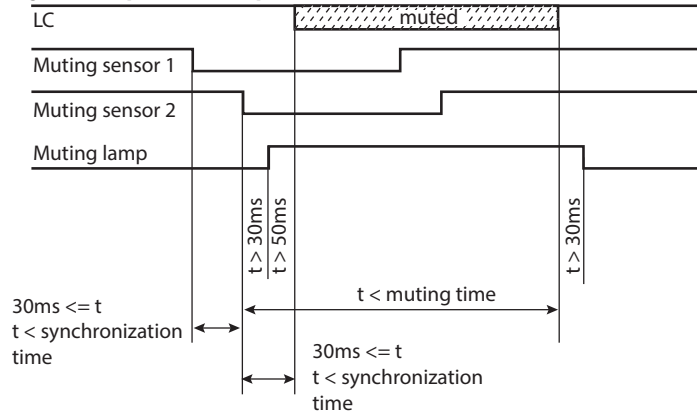 LC
muted
Muting sensor 1
Muting sensor 2
Muting lamp
t > 30ms
t > 50ms
t > 30ms
t < muting time
30ms <= t
t < synchronization
time
30ms <= t
t < synchronization
time